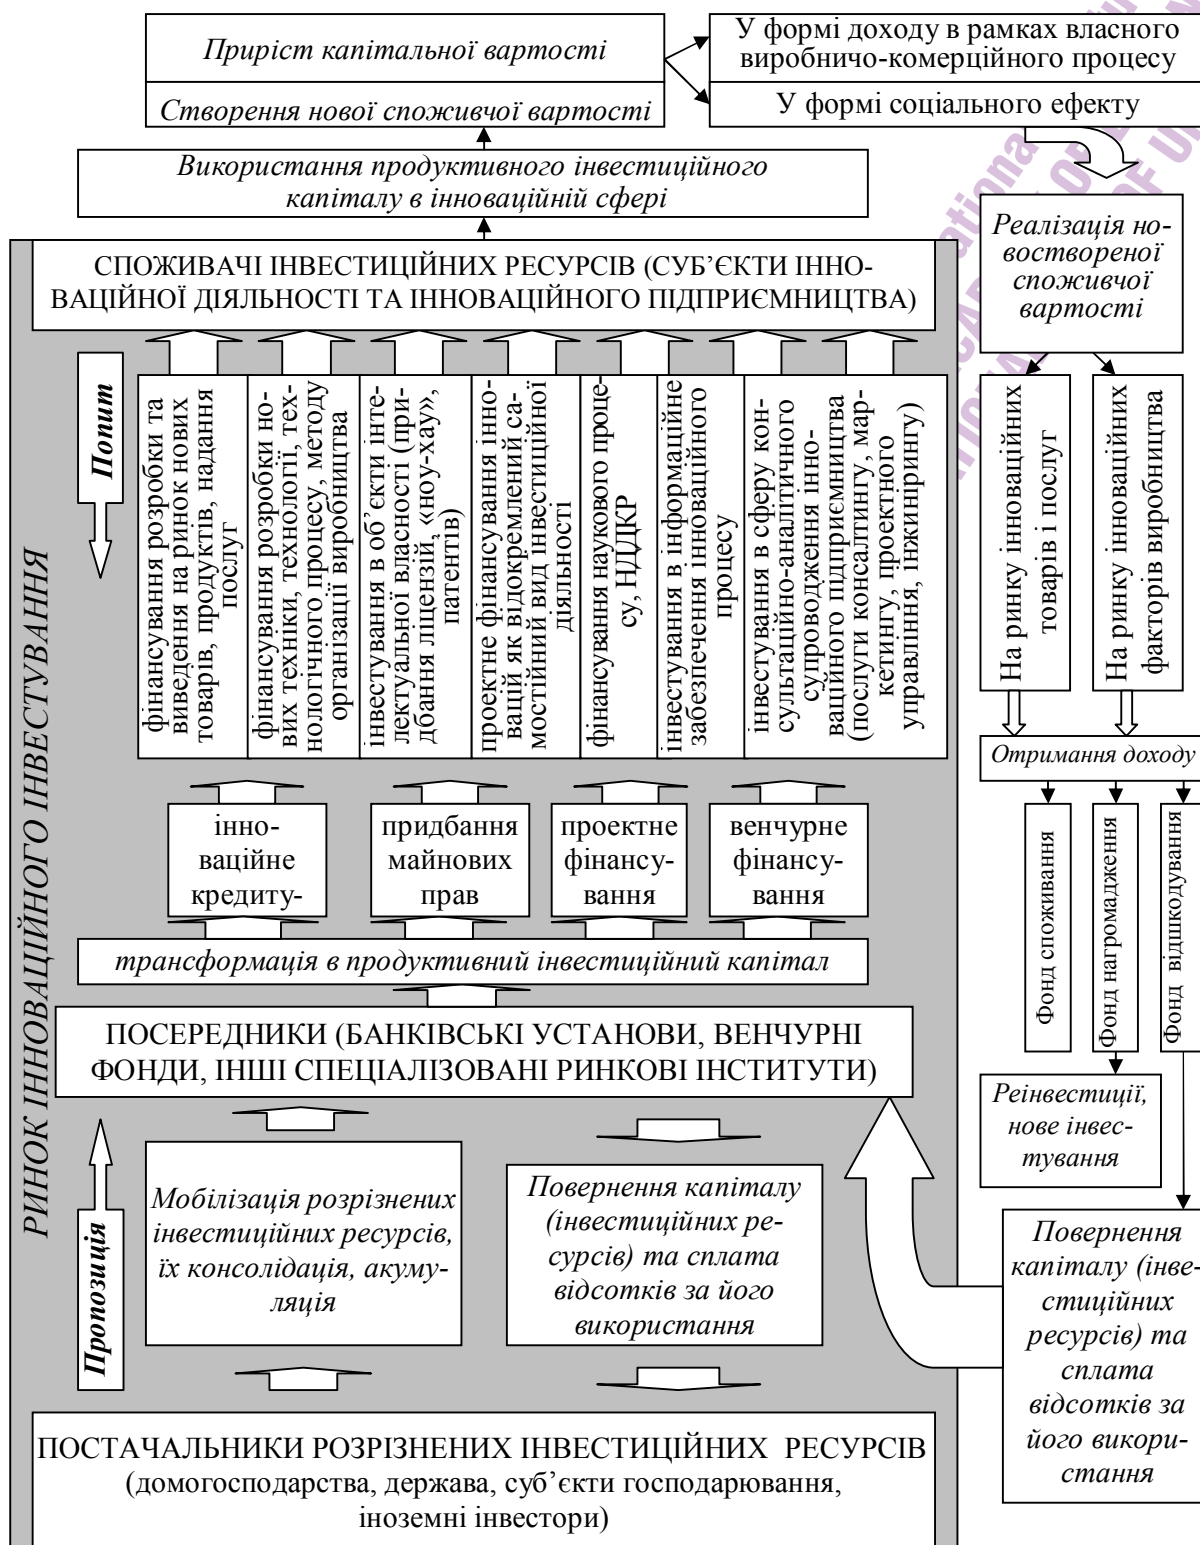 Приріст капітальної вартості
Створення нової споживчої вартості
У формі доходу в рамках власного
виробничо-комерційного процесу
У формі соціального ефекту
Використання продуктивного інвестиційного
капіталу в інноваційній сфері
СПОЖИВАЧІ ІНВЕСТИЦІЙНИХ РЕСУРСІВ (СУБ’ЄКТИ ІННО-
ВАЦІЙНОЇ ДІЯЛЬНОСТІ ТА ІННОВАЦІЙНОГО ПІДПРИЄМНИЦТВА)
РИНОК ІННОВАЦІЙНОГО ІНВЕСТУВАННЯ
Попит
фінансування розробки та
виведення на ринок нових
товарів, продуктів, надання
послуг
фінансування розробки но-
вих техніки, технології, тех-
нологічного процесу, методу
організації виробництва
інвестування в об’єкти інте-
лектуальної власності (при-
дбання ліцензій, «ноу-хау»,
патентів)
проектне фінансування інно-
вацій як відокремлений са-
мостійний вид інвестиційної
діяльності
фінансування наукового проце-
су, НДДКР
інвестування в інформаційне
забезпечення інноваційного
процесу
інвестування в сферу кон-
сультаційно-аналітичного
супроводження інно-
ваційного підприємництва
(послуги консалтингу, мар-
кетингу, проектного
управління, інжинірингу)
інно-
ваційне
кредиту-
придбання
майнових
прав
проектне
фінансу-
вання
венчурне
фінансу-
вання
трансформація в продуктивний інвестиційний капітал
ПОСЕРЕДНИКИ (БАНКІВСЬКІ УСТАНОВИ, ВЕНЧУРНІ
ФОНДИ, ІНШІ СПЕЦІАЛІЗОВАНІ РИНКОВІ ІНСТИТУТИ)
Пропозиція
Мобілізація розрізнених
інвестиційних ресурсів,
їх консолідація, акуму-
ляція
Повернення капіталу
(інвестиційних ре-
сурсів) та сплата
відсотків за його
використання
ПОСТАЧАЛЬНИКИ РОЗРІЗНЕНИХ ІНВЕСТИЦІЙНИХ РЕСУРСІВ
(домогосподарства, держава, суб’єкти господарювання,
іноземні інвестори)
Реалізація но-
воствореної
споживчої
вартості
На ринку інноваційних
товарів і послуг
На ринку інноваційних
факторів виробництва
Отримання доходу
Фонд споживання
Фонд нагромадження
Фонд відшкодування
Реінвестиції,
нове інвес-
тування
Повернення
капіталу (інве-
стиційних
ресурсів) та
сплата
відсотків за
його викори-
стання